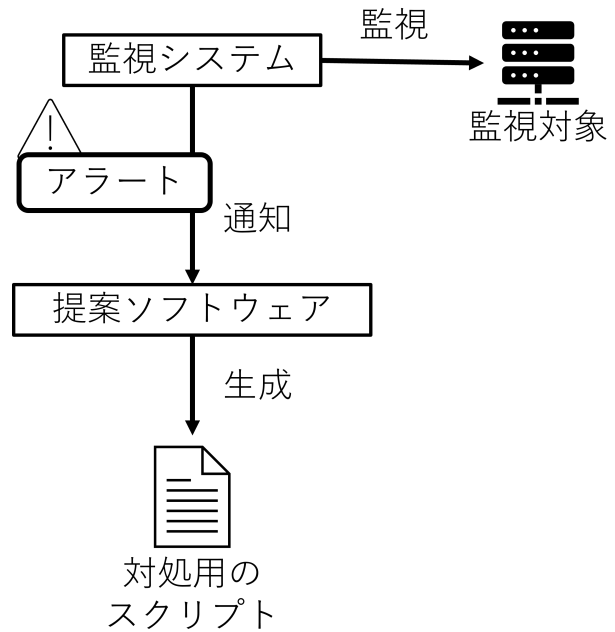 監視
監視システム
監視対象
アラート
通知
提案ソフトウェア
生成
対処用の
スクリプト